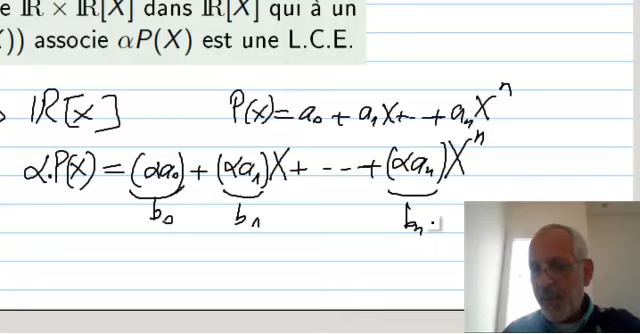 e ℝ × ℝ[X] dans ℝ[X] qui à un
)) associe αP(X) est une L.C.E.
ℝ[X] P(X)=a₀ + a₁X+--+aₙXⁿ
α.P(X) = (αa₀) + (αa₁)X + --- + (αaₙ)Xⁿ
b₀ b₁ bₙ.